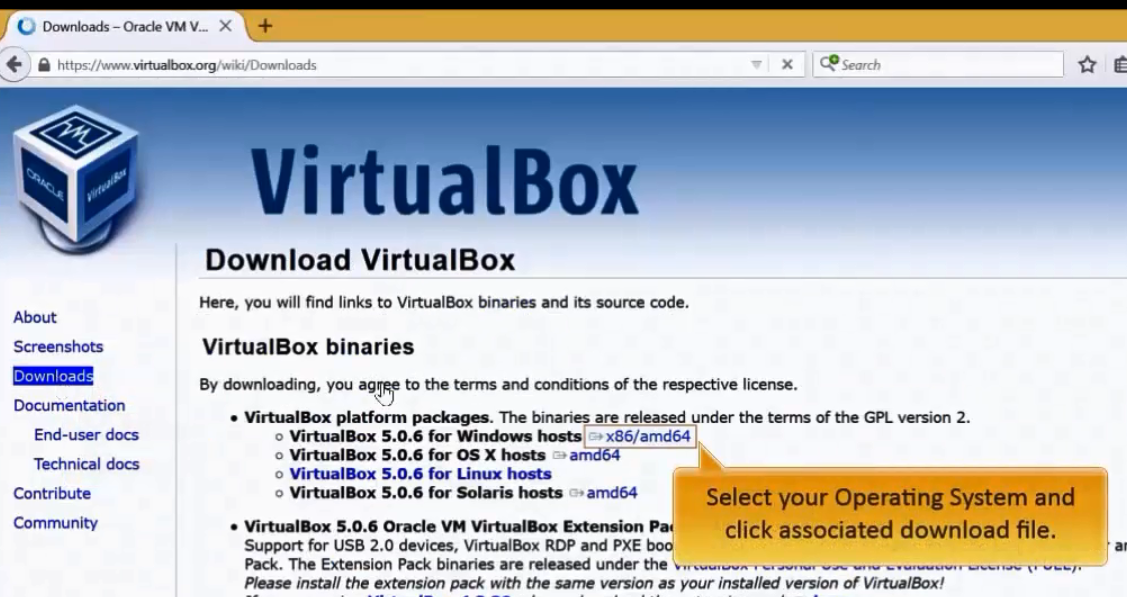 Downloads – Oracle VM V...
https://www.virtualbox.org/wiki/Downloads
Search
ORACLE
VirtualBox
VirtualBox
Download VirtualBox
Here, you will find links to VirtualBox binaries and its source code.
About
Screenshots
Downloads
Documentation
End-user docs
Technical docs
Contribute
Community
VirtualBox binaries
By downloading, you agree to the terms and conditions of the respective license.
• VirtualBox platform packages. The binaries are released under the terms of the GPL version 2.
VirtualBox 5.0.6 for Windows hosts x86/amd64
VirtualBox 5.0.6 for OS X hosts amd64
VirtualBox 5.0.6 for Linux hosts
VirtualBox 5.0.6 for Solaris hosts amd64
Select your Operating System and
click associated download file.
• VirtualBox 5.0.6 Oracle VM VirtualBox Extension Pa
Support for USB 2.0 devices, VirtualBox RDP and PXE boo
Pack. The Extension Pack binaries are released under the VirtualBox Personal Use and Evaluation License (PUEL).
Please install the extension pack with the same version as your installed version of VirtualBox!